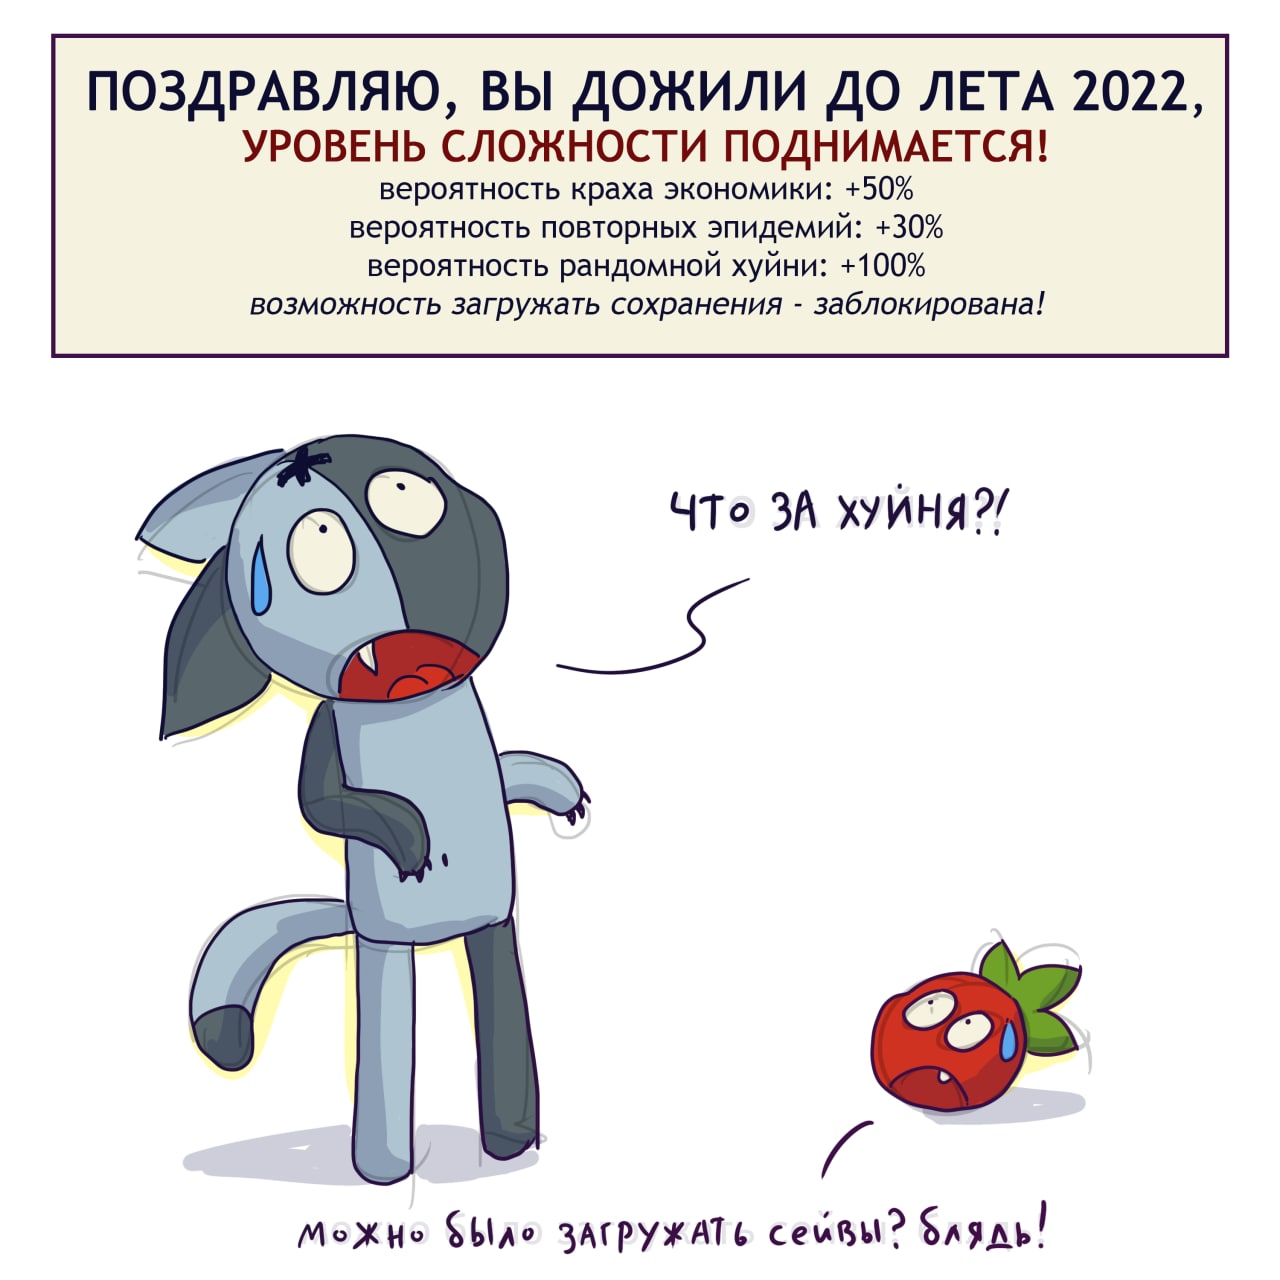 ПОЗДРАВЛЯЮ, ВЫ ДОЖИЛИ ДО ЛЕТА 2022,
УРОВЕНЬ СЛОЖНОСТИ ПОДНИМАЕТСЯ!
вероятность краха экономики: +50%
вероятность повторных эпидемий: +30%
вероятность рандомной хуйни: +100%
возможность загружать сохранения - заблокирована!
ЧТО ЗА ХУЙНЯ?!
можно было загружать сейвы? блядь!